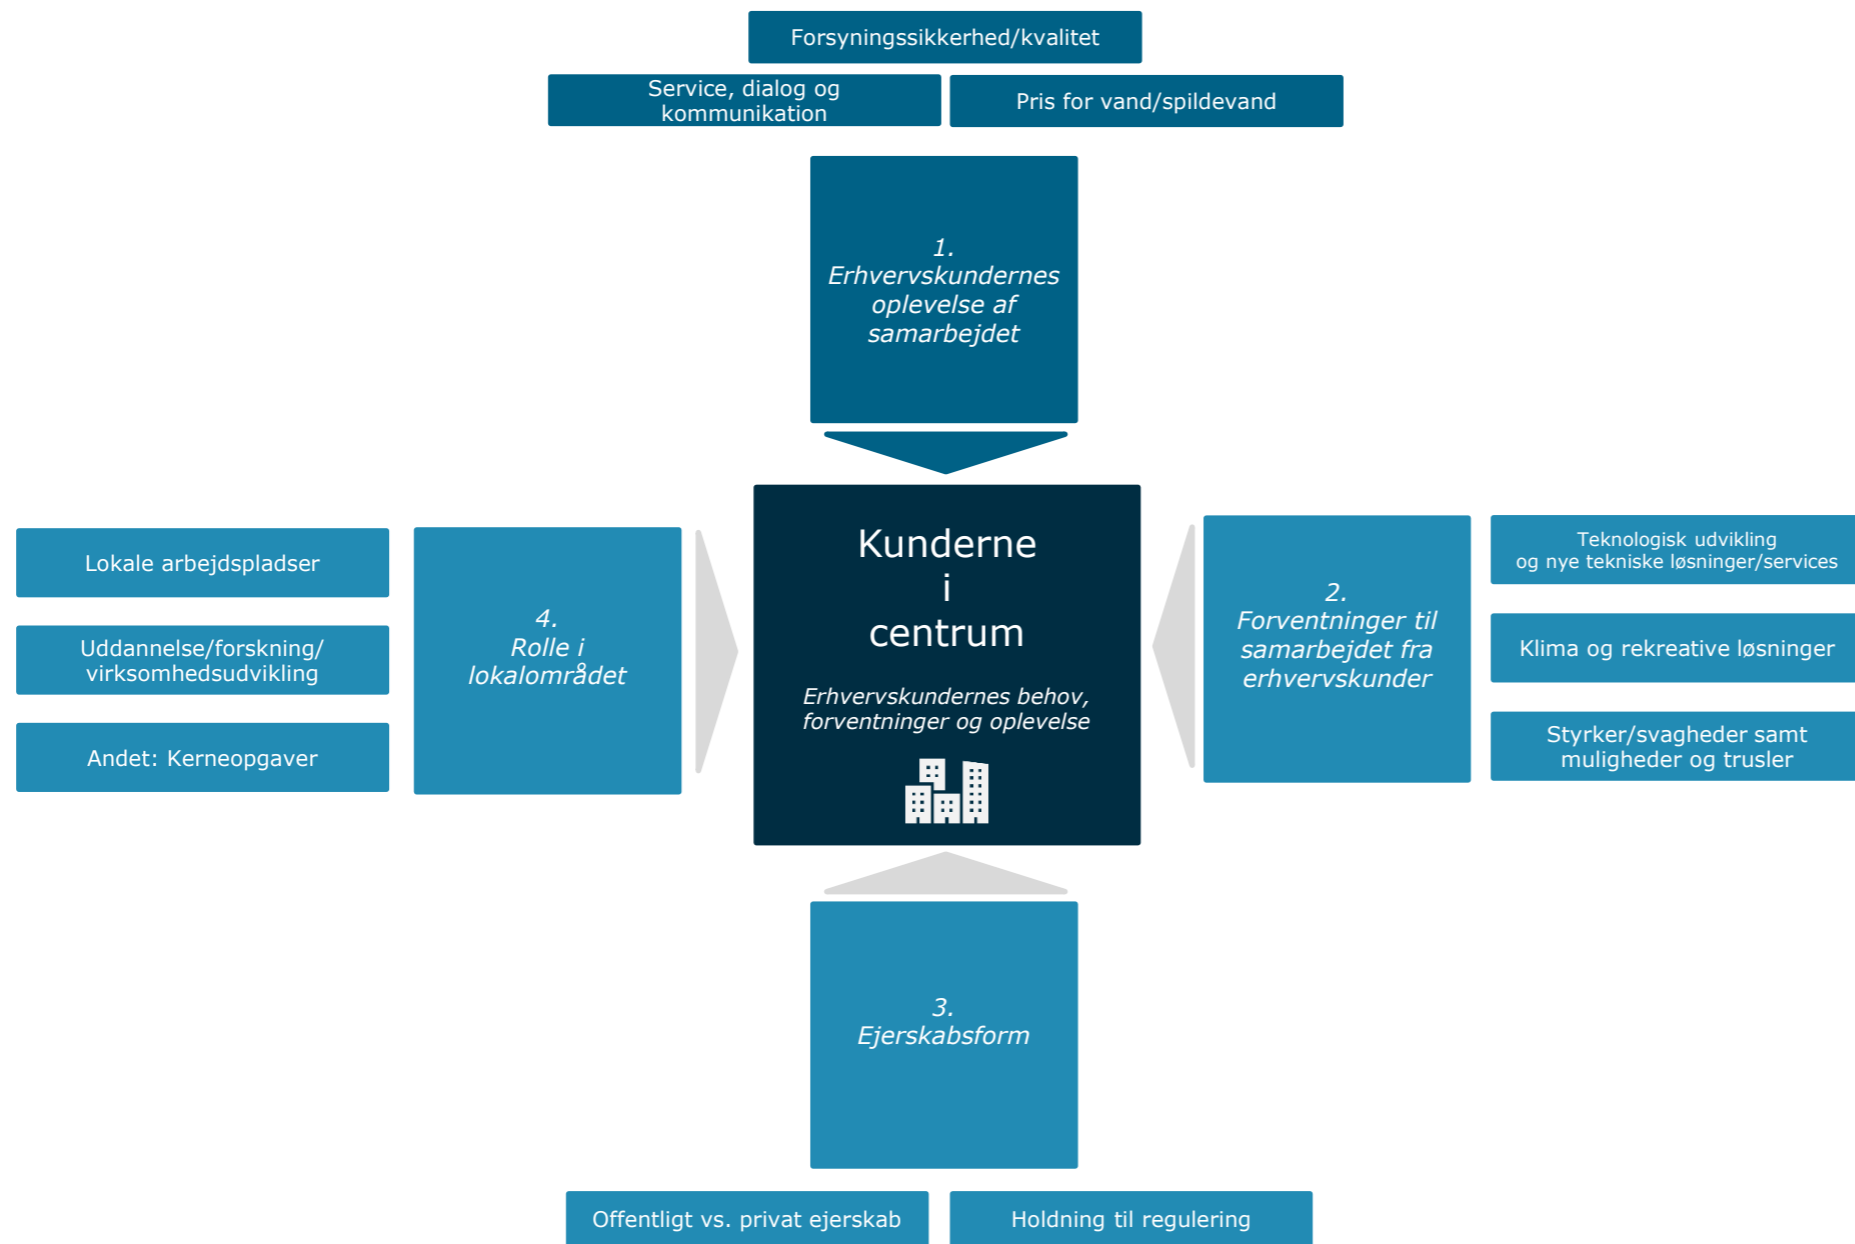 Forsyningssikkerhed/kvalitet
Service, dialog og
kommunikation
Pris for vand/spildevand
1.
Erhvervskundernes
oplevelse af
samarbejdet
Lokale arbejdspladser
Uddannelse/forskning/
virksomhedsudvikling
Andet: Kerneopgaver
4.
Rolle i
lokalområdet
Kunderne
i
centrum
Erhvervskundernes behov,
forventninger og oplevelse
2.
Forventninger til
samarbejdet fra
erhvervskunder
Teknologisk udvikling
og nye tekniske løsninger/services
Klima og rekreative løsninger
Styrker/svagheder samt
muligheder og trusler
3.
Ejerskabsform
Offentligt vs. privat ejerskab
Holdning til regulering